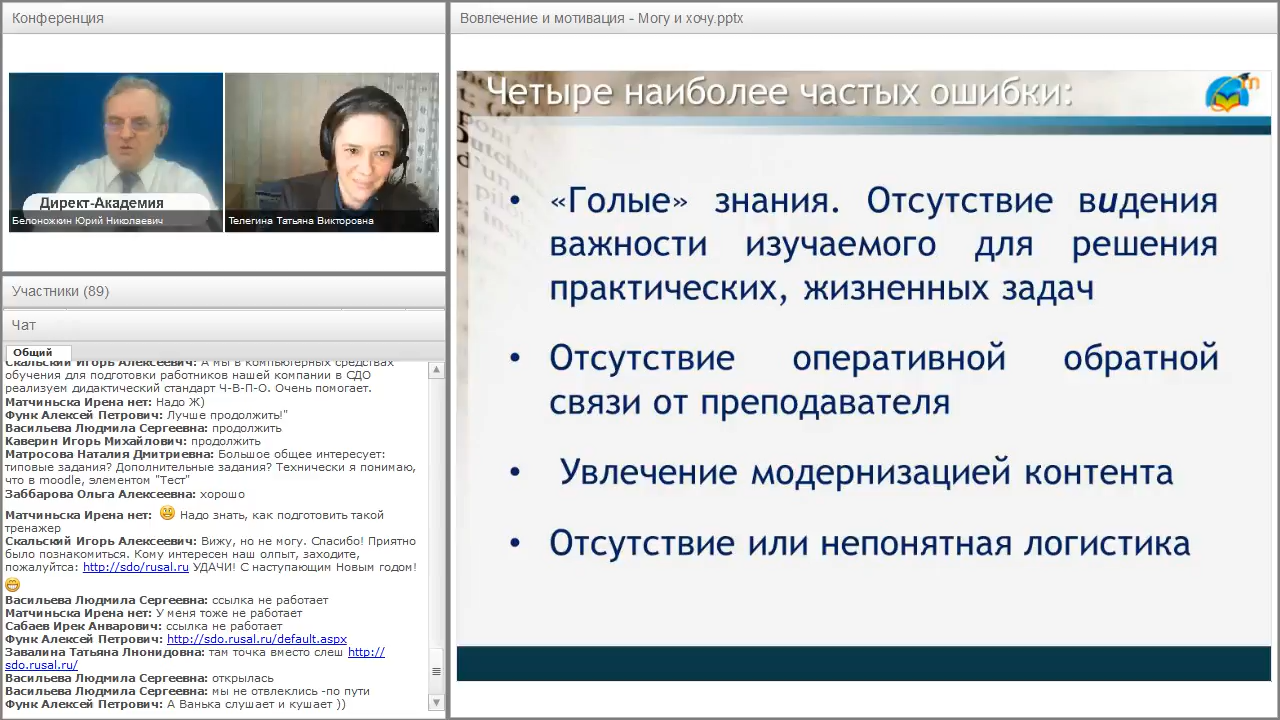 Конференция
Директ-Академия
Белоножкин Юрий Николаевич
Телегина Татьяна Викторовна
Участники (89)
Чат
Общий
Скальский Игорь Алексеевич: А мы в компьютерных средствах
обучения для подготовки работников нашей компании в СДО
реализуем дидактический стандарт Ч-В-П-О. Очень помогает.
Матчиньска Ирена нет: Надо Ж)
Функ Алексей Петрович: Лучше продолжить!"
Васильева Людмила Сергеевна: продолжить
Каверин Игорь Михайлович: продолжить
Матросова Наталия Дмитриевна: Большое общее интересует:
типовые задания? Дополнительные задания? Технически я понимаю,
что в moodle, элементом "Тест"
Заббарова Ольга Алексеевна: хорошо
Матчиньска Ирена нет: Надо знать, как подготовить такой
тренажер
Скальский Игорь Алексеевич: Вижу, но не могу. Спасибо! Приятно
было познакомиться. Кому интересен наш олпыт, заходите,
пожалуйтса: http://sdo/rusal.ru УДАЧИ! С наступающим Новым годом!
Васильева Людмила Сергеевна: ссылка не работает
Матчиньска Ирена нет: У меня тоже не работает
Сабаев Ирек Анварович: ссылка не работает
Функ Алексей Петрович: http://sdo.rusal.ru/default.aspx
Завалина Татьяна Лнонидовна: там точка вместо слеш http://
sdo.rusal.ru/
Васильева Людмила Сергеевна: открылась
Васильева Людмила Сергеевна: мы не отвлеклись -по пути
Функ Алексей Петрович: А Ванька слушает и кушает ))
Вовлечение и мотивация - Могу и хочу.pptx
Четыре наиболее частых ошибки:
• «Голые» знания. Отсутствие видения
важности изучаемого для решения
практических, жизненных задач
• Отсутствие оперативной обратной
связи от преподавателя
• Увлечение модернизацией контента
• Отсутствие или непонятная логистика